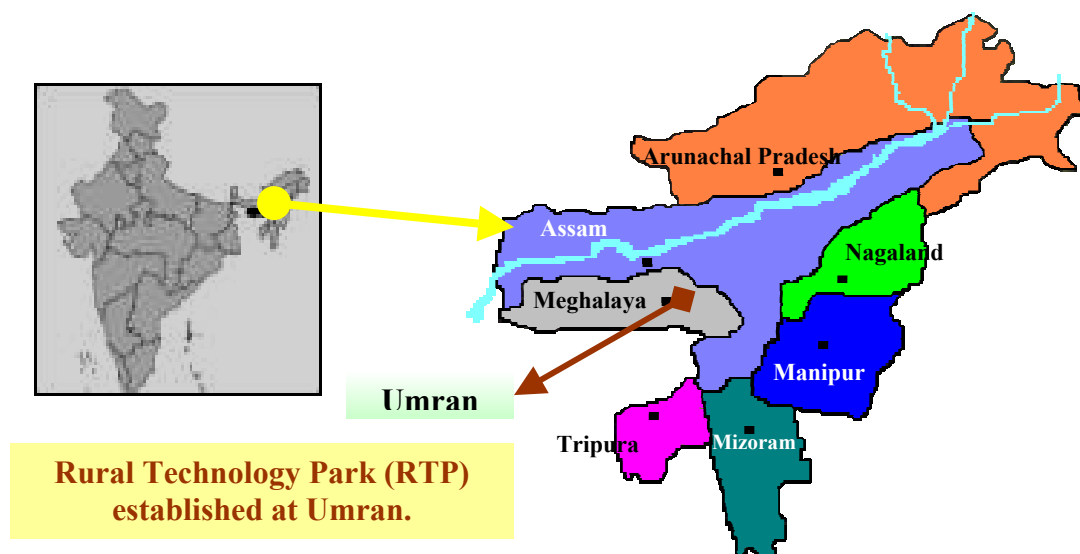 Arunachal Pradesh
Assam
Nagaland
Meghalaya
Manipur
Umran
Tripura
Mizoram
Rural Technology Park (RTP)
established at Umran.